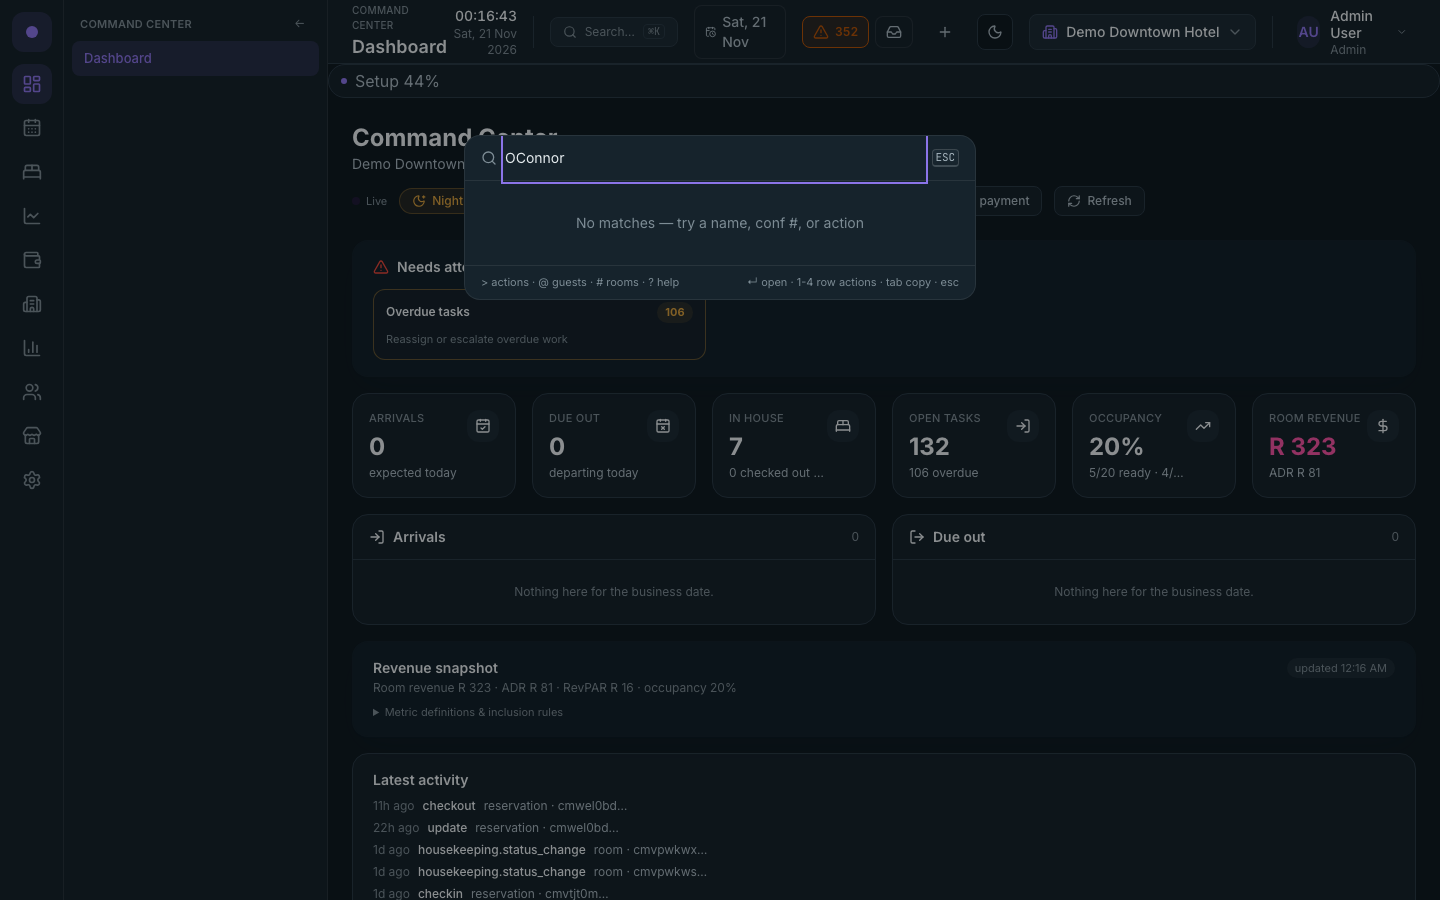 COMMAND CENTER
Dashboard
COMMAND CENTER
Dashboard
00:16:43
Sat, 21 Nov 2026
Search...
⌘K
Sat, 21 Nov
352
Demo Downtown Hotel
AU
Admin User
Admin
Setup 44%
Command Center
Demo Downtown
Live
Night
payment
Refresh
OConnor
ESC
No matches — try a name, conf #, or action
> actions · @ guests · # rooms · ? help
↵ open · 1-4 row actions · tab copy · esc
Needs atte
Overdue tasks
106
Reassign or escalate overdue work
ARRIVALS
0
expected today
DUE OUT
0
departing today
IN HOUSE
7
0 checked out ...
OPEN TASKS
132
106 overdue
OCCUPANCY
20%
5/20 ready · 4/...
ROOM REVENUE
R 323
ADR R 81
Arrivals
0
Nothing here for the business date.
Due out
0
Nothing here for the business date.
Revenue snapshot
updated 12:16 AM
Room revenue R 323 · ADR R 81 · RevPAR R 16 · occupancy 20%
Metric definitions & inclusion rules
Latest activity
11h ago checkout reservation · cmwel0bd...
22h ago update reservation · cmwel0bd...
1d ago housekeeping.status_change room · cmvpwkwx...
1d ago housekeeping.status_change room · cmvpwkws...
1d ago checkin reservation · cmvtjt0m...